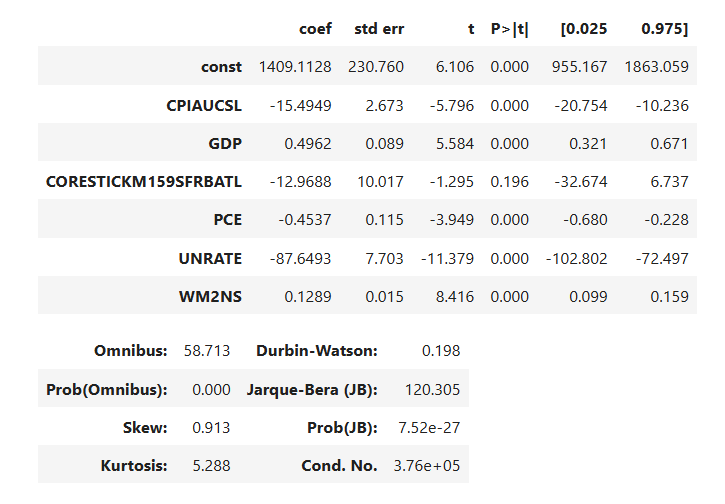 coef std err t P>|t| [0.025 0.975]
const 1409.1128 230.760 6.106 0.000 955.167 1863.059
CPIAUCSL -15.4949 2.673 -5.796 0.000 -20.754 -10.236
GDP 0.4962 0.089 5.584 0.000 0.321 0.671
CORESTICKM159SFRBATL -12.9688 10.017 -1.295 0.196 -32.674 6.737
PCE -0.4537 0.115 -3.949 0.000 -0.680 -0.228
UNRATE -87.6493 7.703 -11.379 0.000 -102.802 -72.497
WM2NS 0.1289 0.015 8.416 0.000 0.099 0.159
Omnibus: 58.713 Durbin-Watson: 0.198
Prob(Omnibus): 0.000 Jarque-Bera (JB): 120.305
Skew: 0.913 Prob(JB): 7.52e-27
Kurtosis: 5.288 Cond. No. 3.76e+05